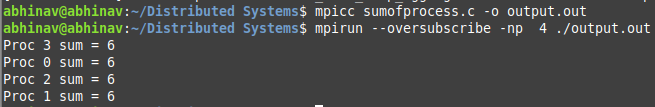 abhinav@abhinav:~/Distributed Systems$ mpicc sumofprocess.c -o output.out
abhinav@abhinav:~/Distributed Systems$ mpirun --oversubscribe -np  4 ./output.out
Proc 3 sum = 6
Proc 0 sum = 6
Proc 2 sum = 6
Proc 1 sum = 6